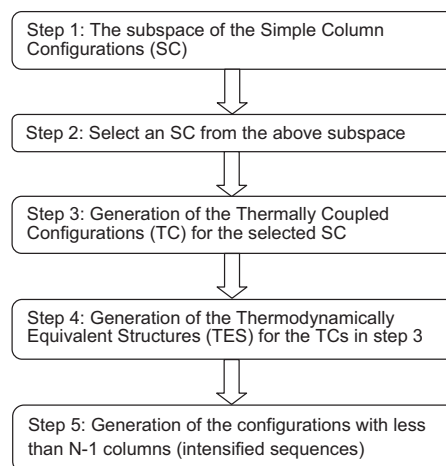 Step 1: The subspace of the Simple Column
Configurations (SC)
Step 2: Select an SC from the above subspace
Step 3: Generation of the Thermally Coupled
Configurations (TC) for the selected SC
Step 4: Generation of the Thermodynamically
Equivalent Structures (TES) for the TCs in step 3
Step 5: Generation of the configurations with less
than N-1 columns (intensified sequences)